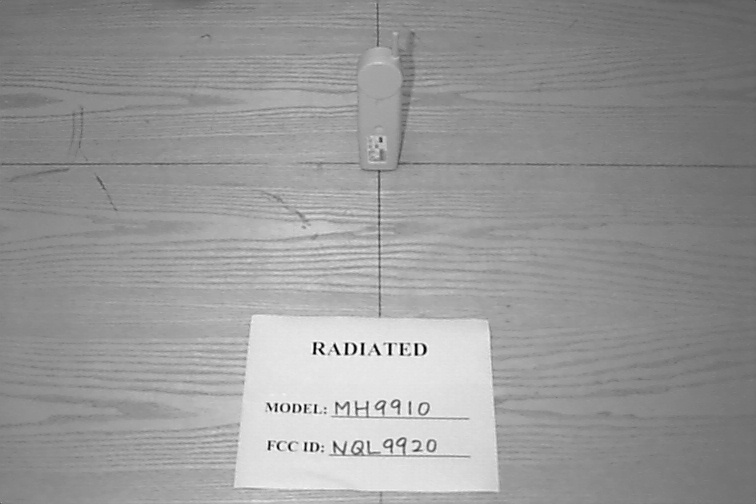 RADIATED
MODEL: MH9910
FCC ID: NQL9920